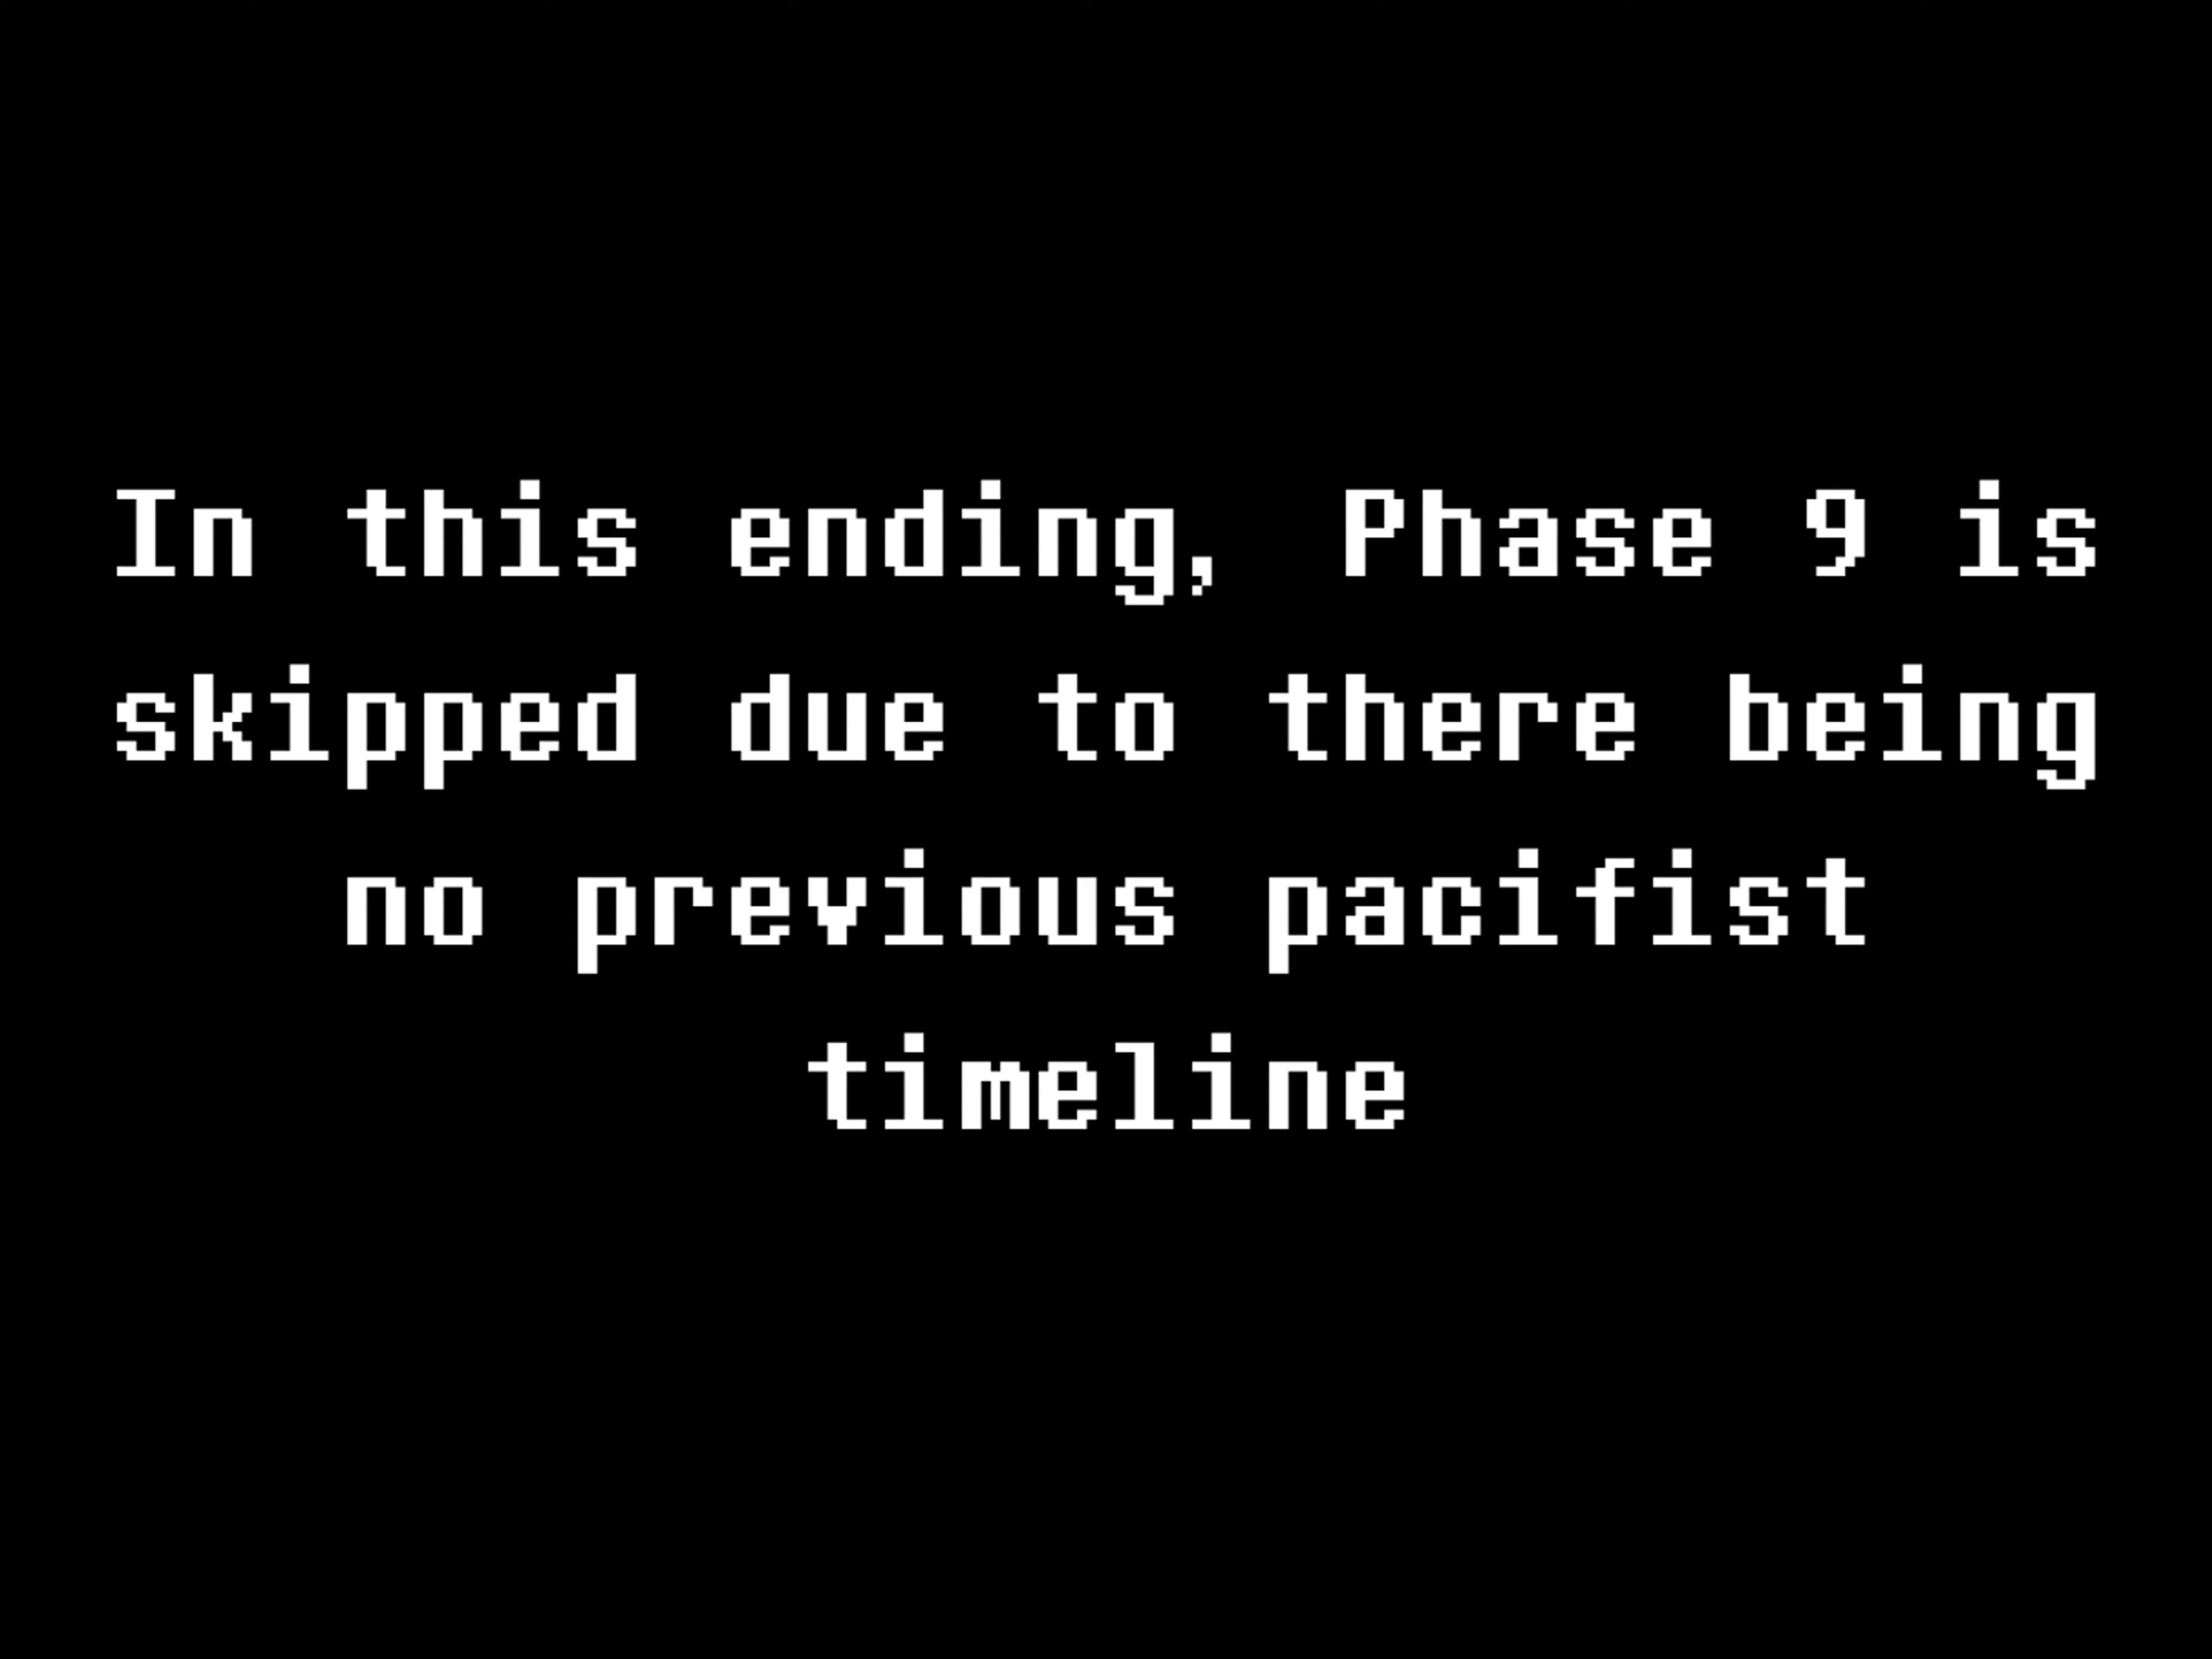 In this ending, Phase 9 is
skipped due to there being
no previous pacifist
timeline